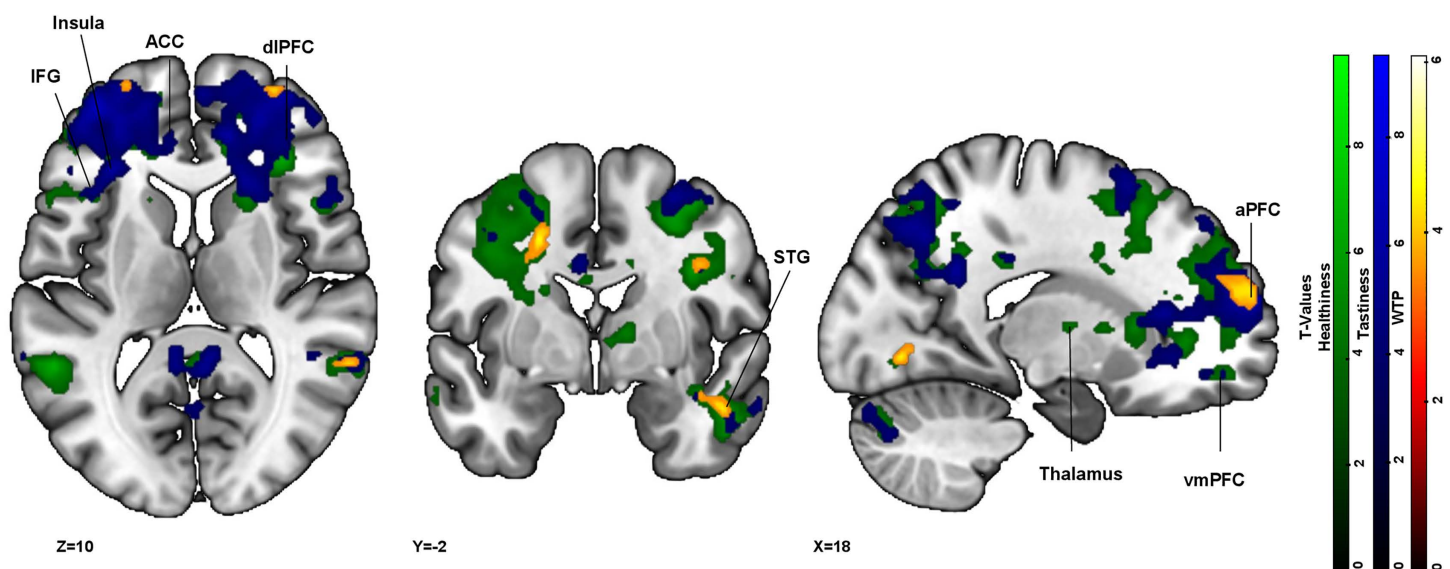 Insula
ACC
dlPFC
IFG
STG
aPFC
Thalamus
vmPFC
Z=10
Y=-2
X=18
T-Values
Healthiness
0 2 4 6 8
Tastiness
0 2 4 6 8
WTP
0 2 4 6